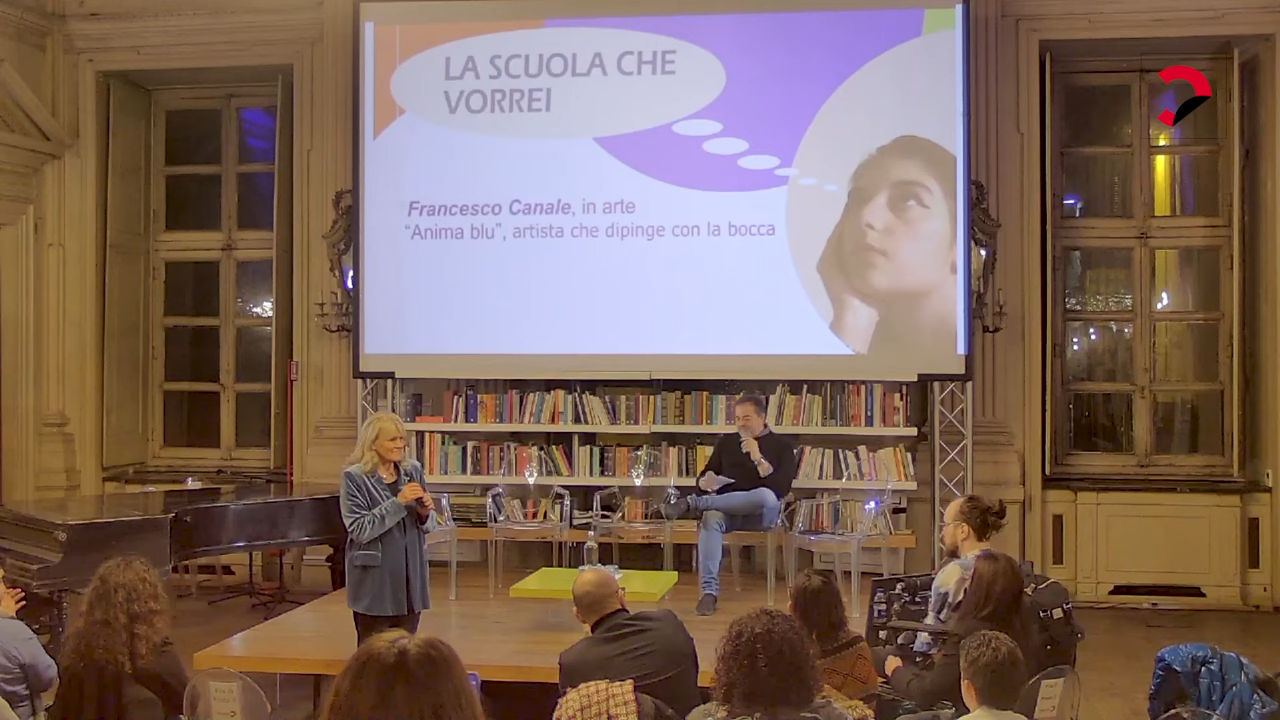 LA SCUOLA CHE
VORREI
Francesco Canale, in arte
“Anima blu”, artista che dipinge con la bocca